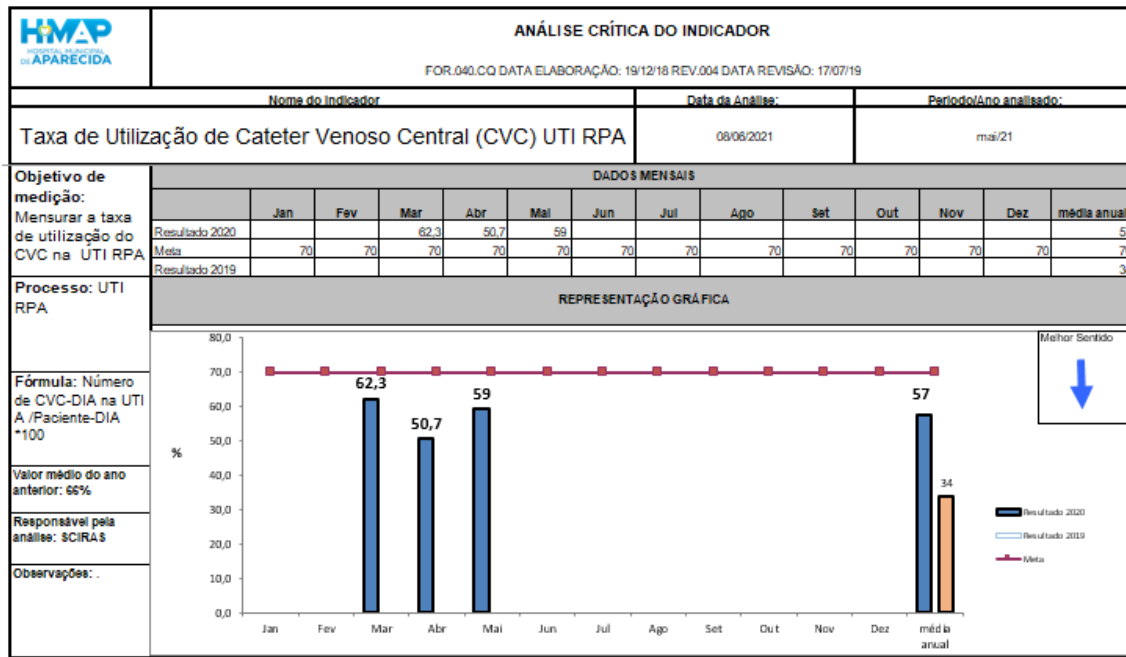 HMAP
HOSPITAL MUNICIPAL
DE APARECIDA
ANÁLISE CRÍTICA DO INDICADOR
FOR.040.CQ DATA ELABORAÇÃO: 19/12/18 REV.004 DATA REVISÃO: 17/07/19
Nome do Indicador Data da Análise: Período/Ano analisado:
Taxa de Utilização de Cateter Venoso Central (CVC) UTI RPA 08/06/2021 mai/21
Objetivo de
medição:
Mensurar a taxa
de utilização do
CVC na UTI RPA
DADOS MENSAIS
Jan Fev Mar Abr Mai Jun Jul Ago Set Out Nov Dez média anual
Resultado 2020 62,3 50,7 59 5
Meta 70 70 70 70 70 70 70 70 70 70 70 70 7
Resultado 2019 3
Processo: UTI
RPA
REPRESENTAÇÃO GRÁFICA
Fórmula: Número
de CVC-DIA na UTI
A /Paciente-DIA
*100
Valor médio do ano
anterior: 66%
Responsável pela
análise: SCIRAS
Observações: .
Melhor Sentido
80,0
70,0
60,0
50,0
40,0
30,0
20,0
10,0
0,0
%
62,3
50,7
59
57
34
Jan Fev Mar Abr Mai Jun Jul Ago Set Out Nov Dez média
anual
Resultado 2020
Resultado 2019
Meta